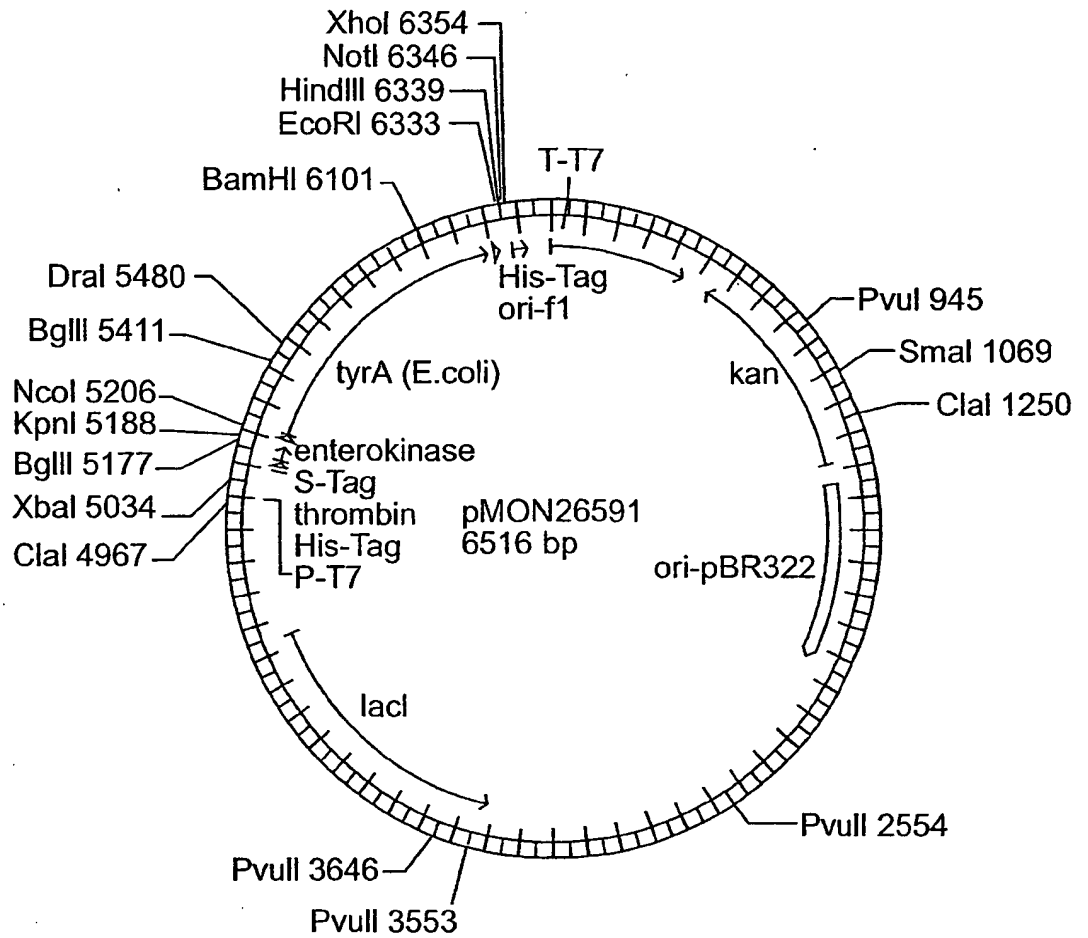 XhoI 6354
NotI 6346
HindIII 6339
EcoRI 6333
T-T7
BamHI 6101
His-Tag
ori-f1
DraI 5480
PvuI 945
BglII 5411
SmaI 1069
tyrA (E.coli)
kan
NcoI 5206
ClaI 1250
KpnI 5188
enterokinase
BglII 5177
S-Tag
XbaI 5034
thrombin
pMON26591
ClaI 4967
His-Tag
6516 bp
P-T7
ori-pBR322
lacI
PvuII 2554
PvuII 3646
PvuII 3553